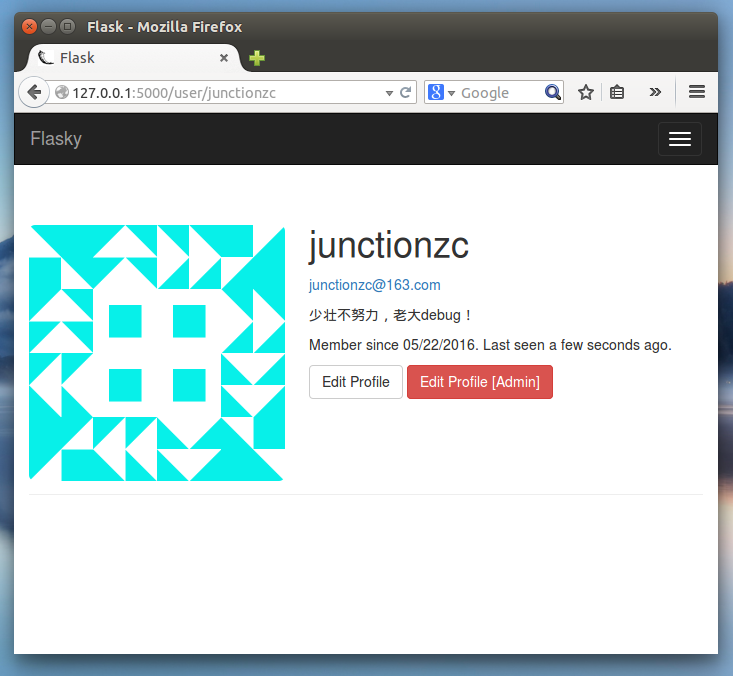 Flask - Mozilla Firefox
Flask
127.0.0.1:5000/user/junctionzc
8 Google
Flasky
junctionzc
junctionzc@163.com
少壮不努力，老大debug！
Member since 05/22/2016. Last seen a few seconds ago.
Edit Profile Edit Profile [Admin]